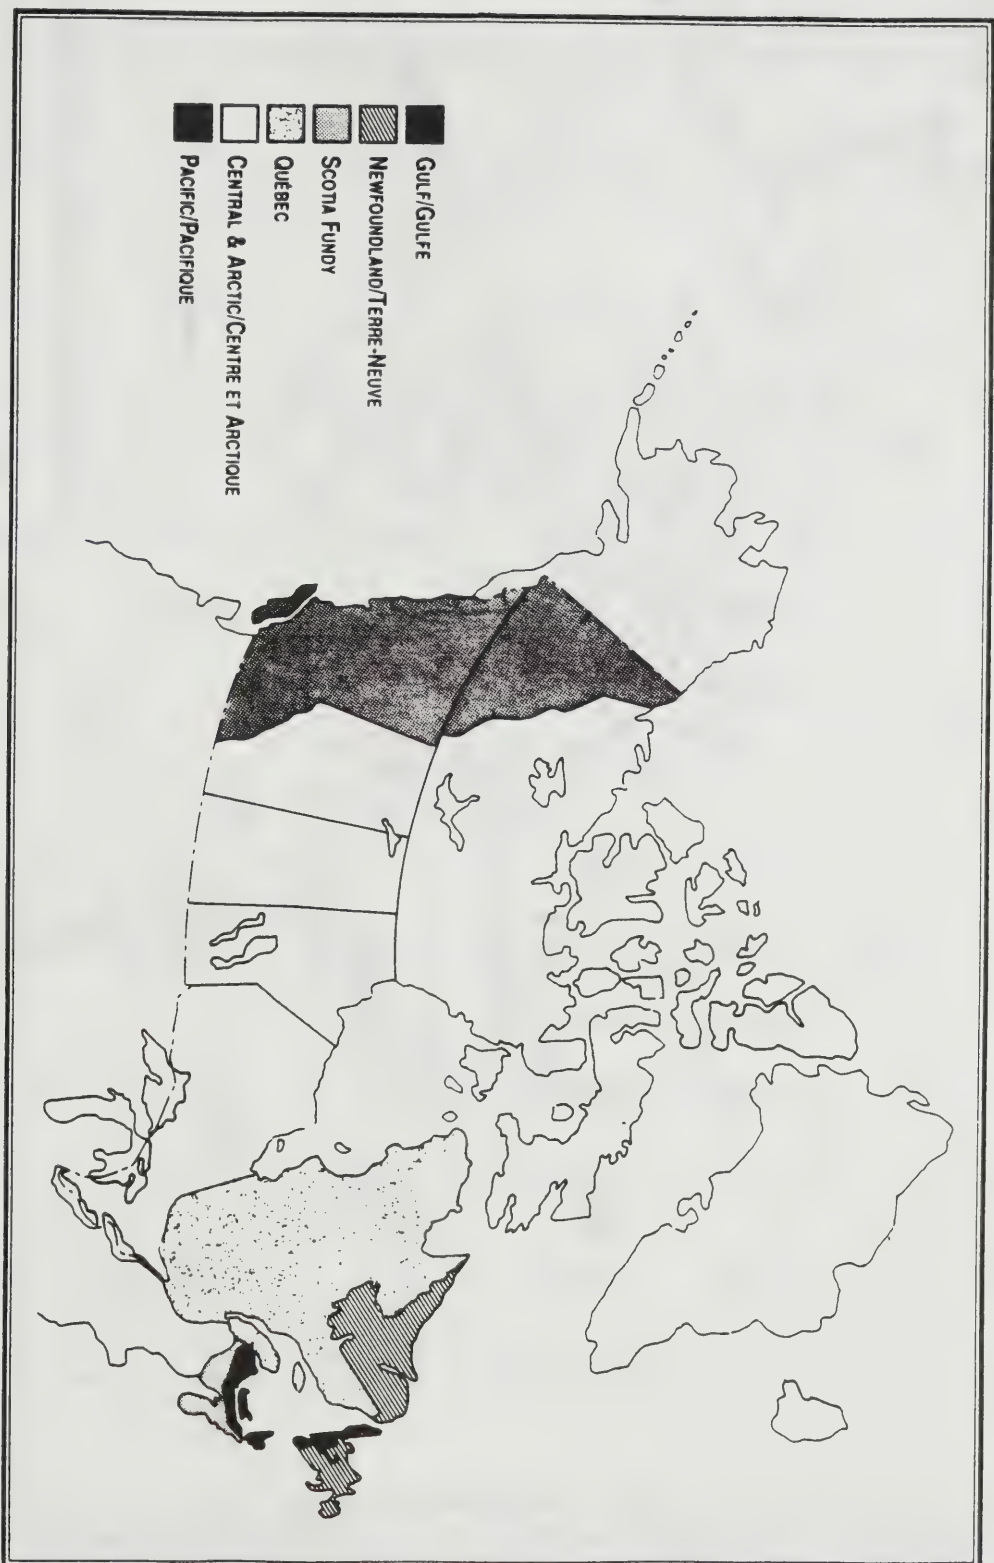 GULF/GULFE
NEWFOUNDLAND/TERRE-NEUVE
SCOTIA FUNDY
QUÉBEC
CENTRAL & ARCTIC/CENTRE ET ARCTIQUE
PACIFIC/PACIFIQUE